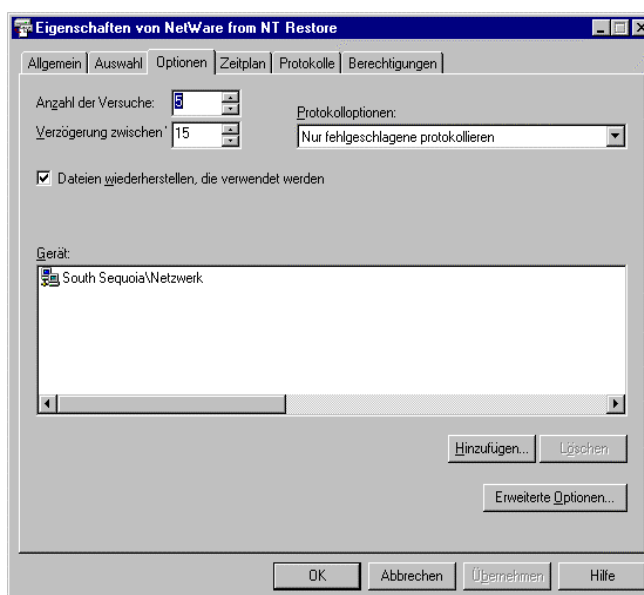 Eigenschaften von NetWare from NT Restore
Allgemein Auswahl Optionen Zeitplan Protokolle Berechtigungen
Anzahl der Versuche: 5
Protokolloptionen:
Verzögerung zwischen ' 15
Nur fehlgeschlagene protokollieren
Dateien wiederherstellen, die verwendet werden
Gerät:
South Sequoia\Netzwerk
Hinzufügen... Löschen
Erweiterte Optionen...
OK Abbrechen Übernehmen Hilfe